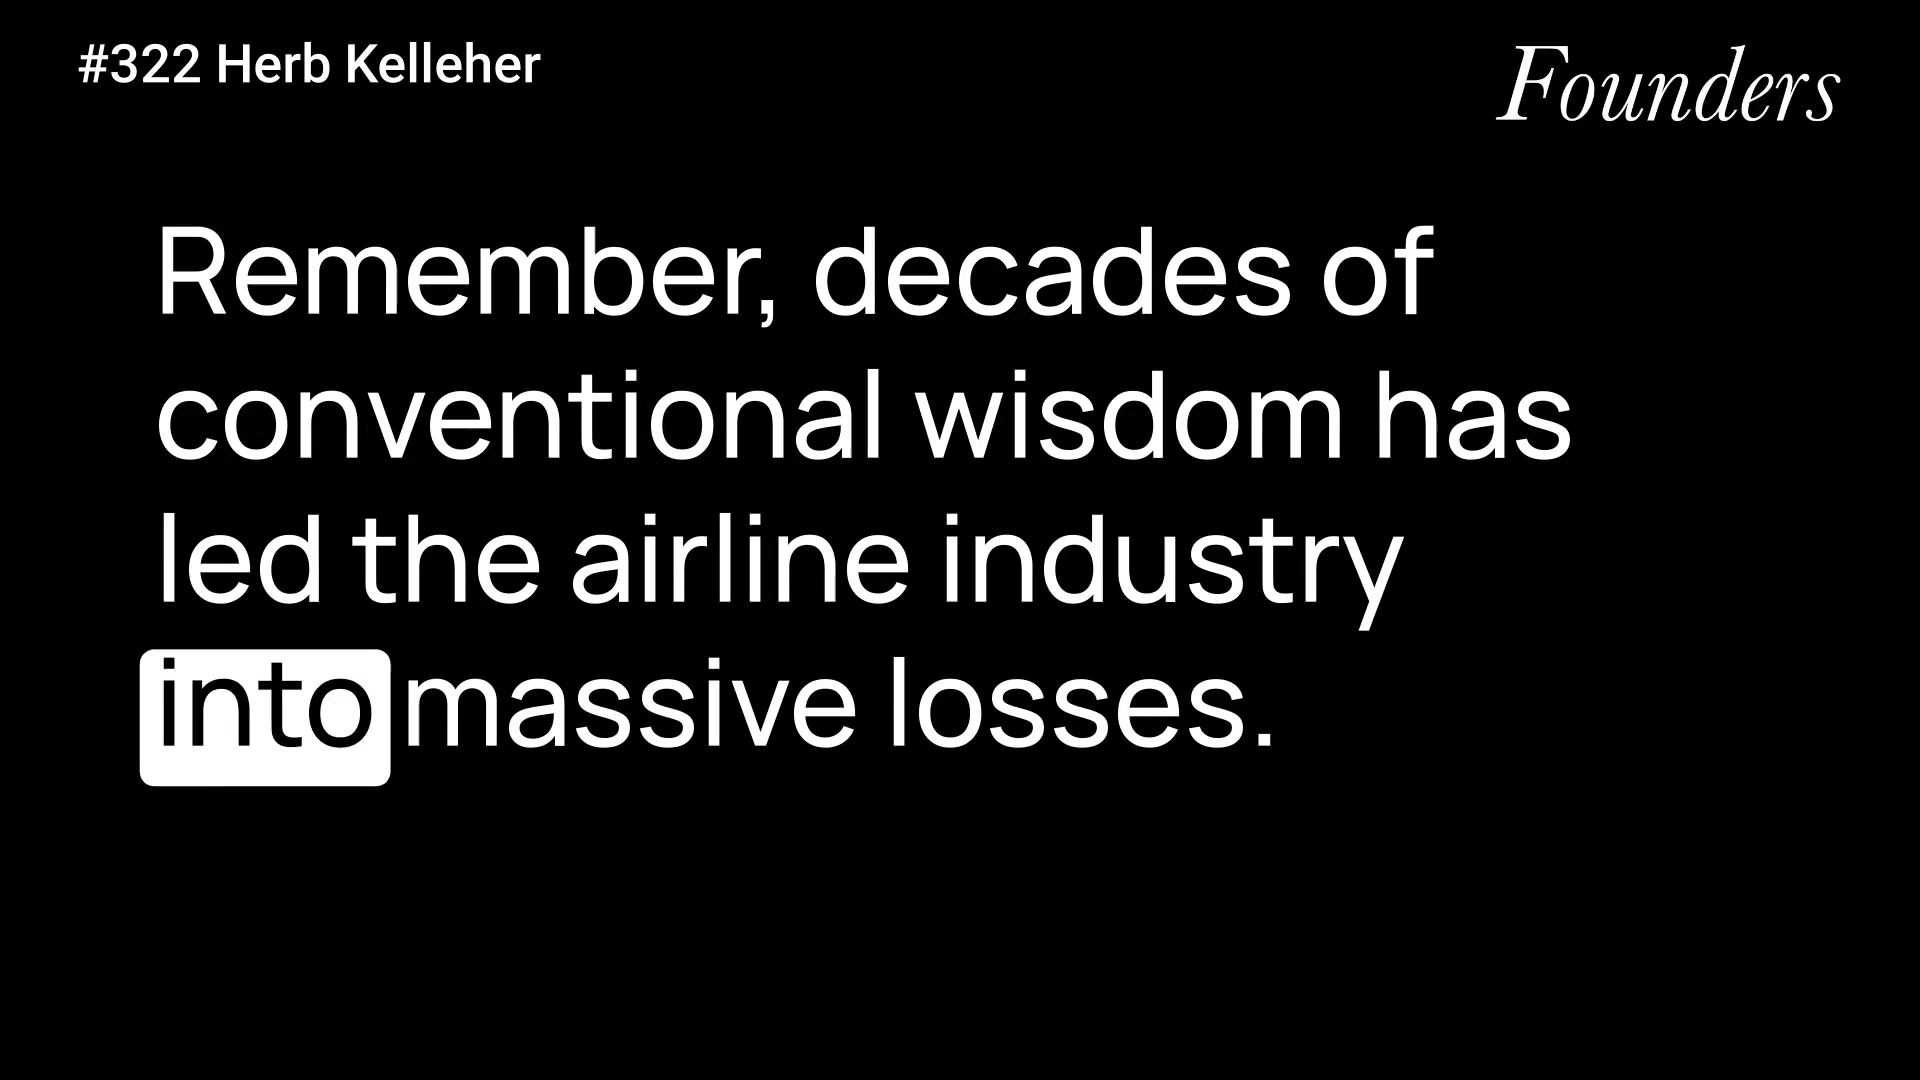 #322 Herb Kelleher
Founders
Remember, decades of
conventional wisdom has
led the airline industry
into massive losses.